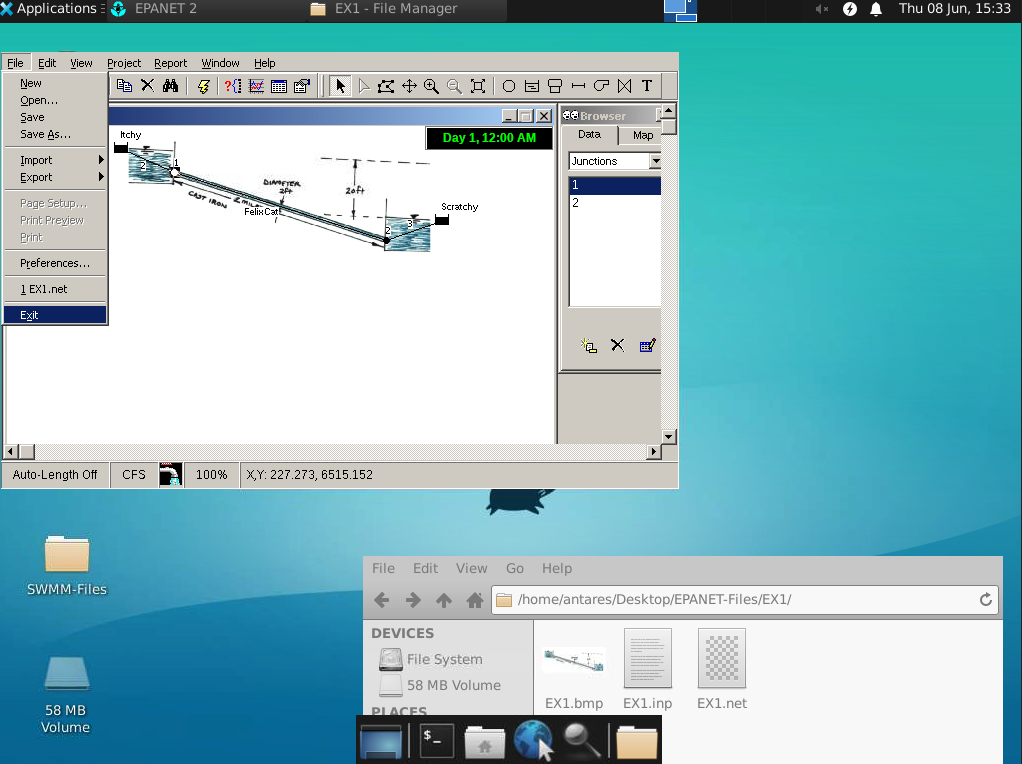 Applications EPANET 2 EX1 - File Manager Thu 08 Jun, 15:33
File Edit View Project Report Window Help
New
Open...
Save
Save As...
Import
Export
Page Setup...
Print Preview
Print
Preferences...
1 EX1.net
Exit
T
Day 1, 12:00 AM
Itchy
2
1
DIAMETER
2ft
CAST IRON
FelixCat
20ft
Scratchy
2
3
Browser
Data Map
Junctions
1
2
Auto-Length Off CFS 100% X,Y: 227.273, 6515.152
SWMM-Files
58 MB
Volume
File Edit View Go Help
/home/antares/Desktop/EPANET-Files/EX1/
DEVICES
File System
58 MB Volume
PLACES
EX1.bmp EX1.inp EX1.net
$_